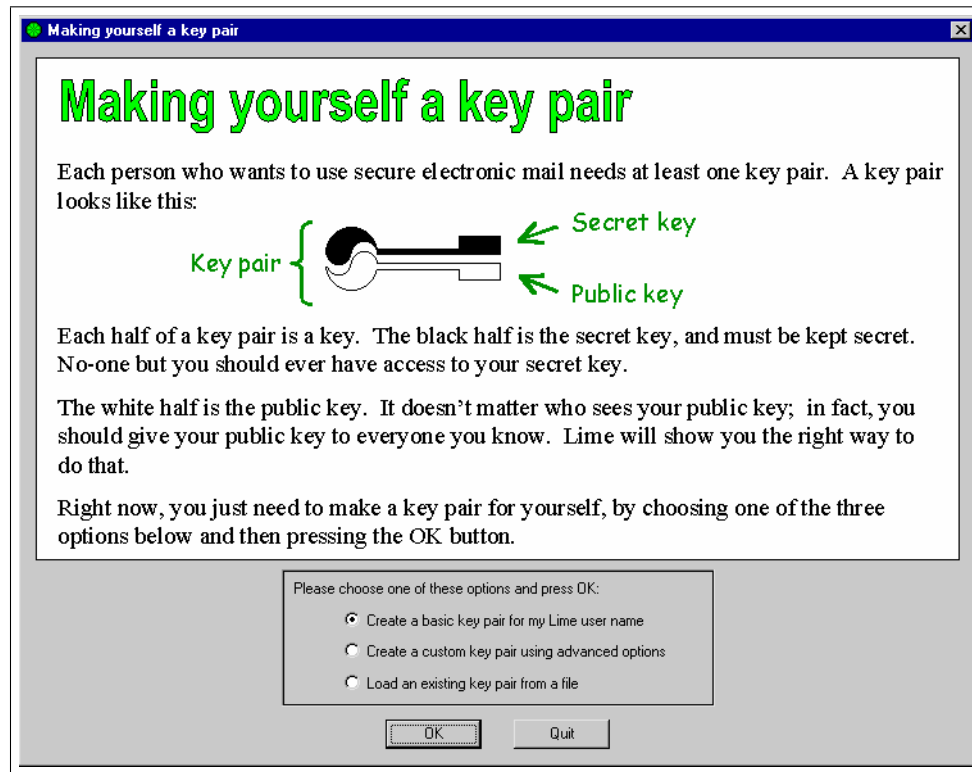 Making yourself a key pair
Making yourself a key pair
Each person who wants to use secure electronic mail needs at least one key pair. A key pair
looks like this:
Secret key
Key pair
Public key
Each half of a key pair is a key. The black half is the secret key, and must be kept secret.
No-one but you should ever have access to your secret key.
The white half is the public key. It doesn't matter who sees your public key; in fact, you
should give your public key to everyone you know. Lime will show you the right way to
do that.
Right now, you just need to make a key pair for yourself, by choosing one of the three
options below and then pressing the OK button.
Please choose one of these options and press OK:
Create a basic key pair for my Lime user name
Create a custom key pair using advanced options
Load an existing key pair from a file
OK
Quit